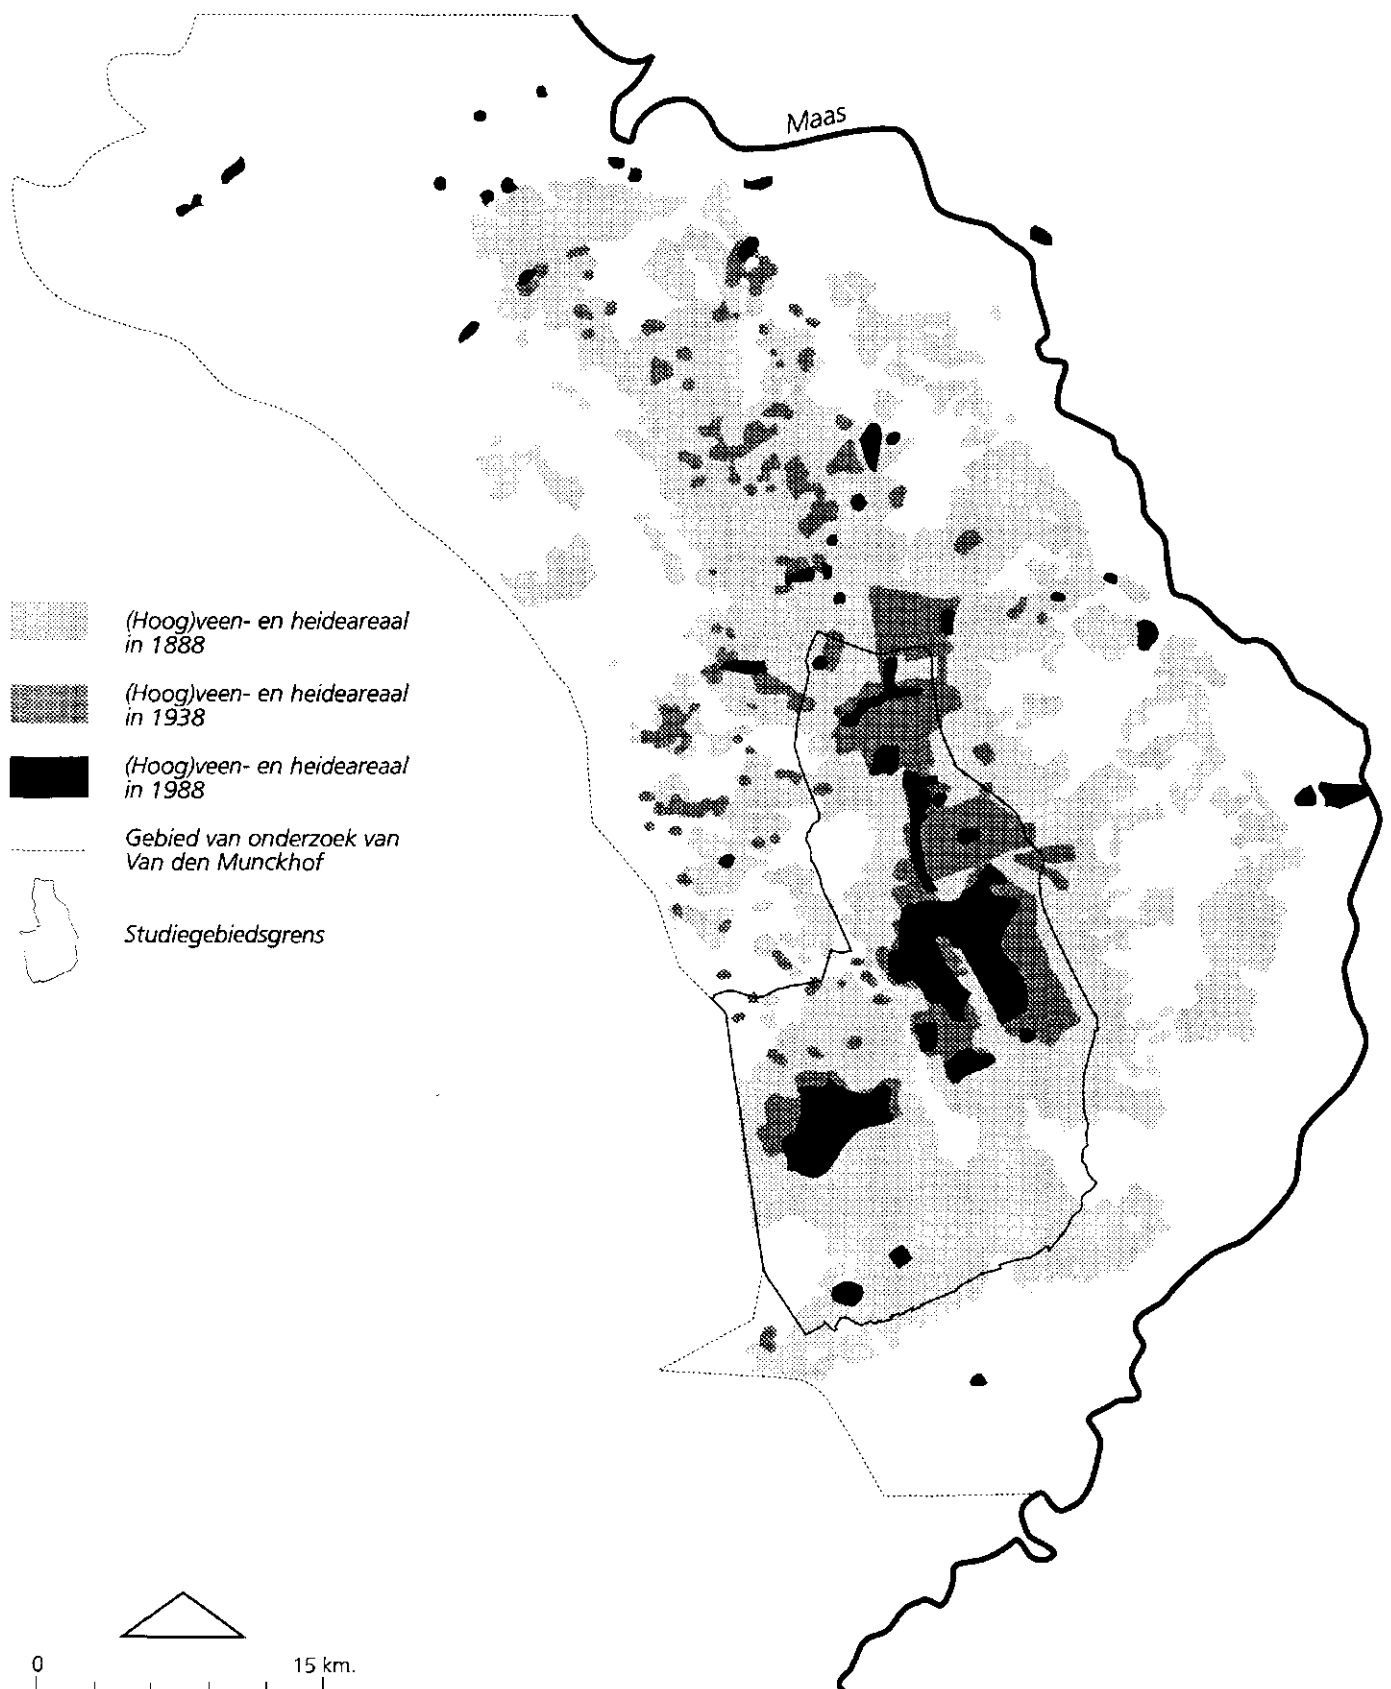 Maas
(Hoog)veen- en heideareaal
in 1888
(Hoog)veen- en heideareaal
in 1938
(Hoog)veen- en heideareaal
in 1988
Gebied van onderzoek van
Van den Munckhof
Studiegebiedsgrens
0 15 km.